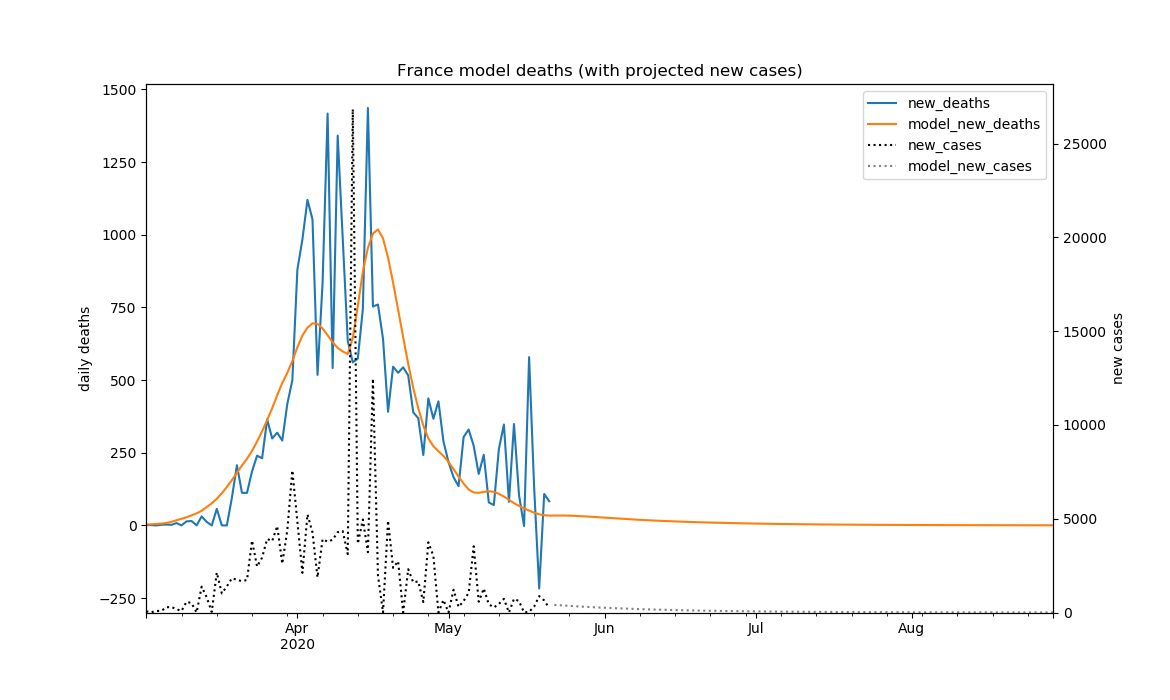 France model deaths (with projected new cases)
1500
1250
1000
750
500
250
0
−250
daily deaths
new_deaths
model_new_deaths
new_cases
model_new_cases
25000
20000
15000
10000
5000
0
new cases
Apr
2020
May
Jun
Jul
Aug